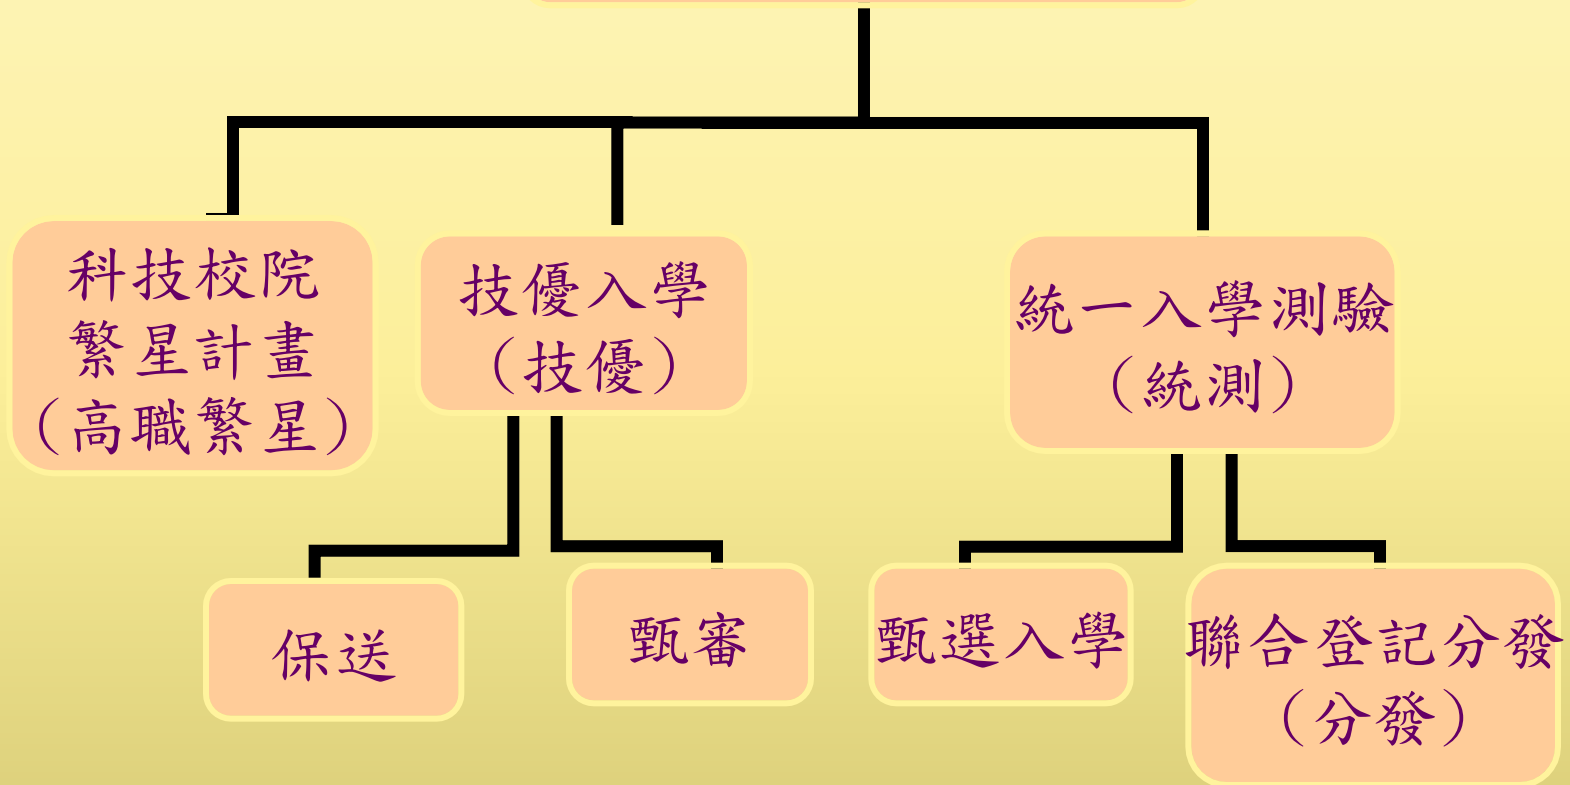 科技校院
繁星計畫
（高職繁星）
技優入學
（技優）
統一入學測驗
（統測）
保送
甄審
甄選入學
聯合登記分發
（分發）